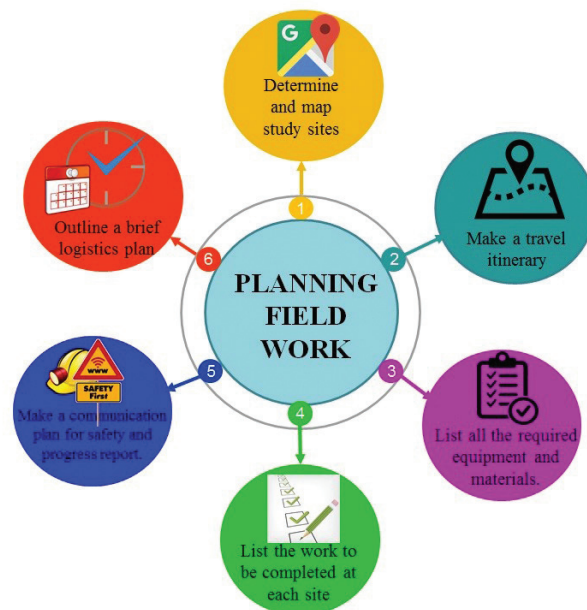 G
Determine
and map
study sites
1
Make a travel
itinerary
2
List all the required
equipment and
materials.
3
List the work to
be completed at
each site
4
www
SAFETY
First
Make a communication
plan for safety and
progress report.
5
Outline a brief
logistics plan
6
PLANNING
FIELD
WORK